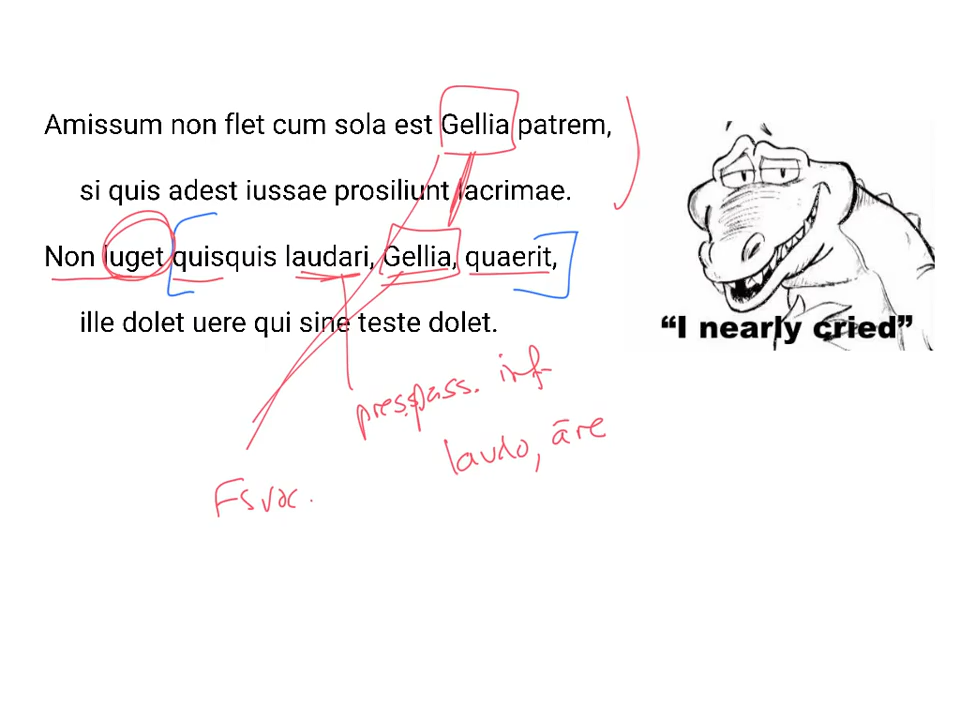 Amissum non flet cum sola est Gellia patrem,
si quis adest iussae prosiliunt lacrimae.
Non luget quisquis laudari, Gellia, quaerit,
ille dolet uere qui sine teste dolet.
“I nearly cried”
pres. pass. inf
laudo, āre
Fs voc.